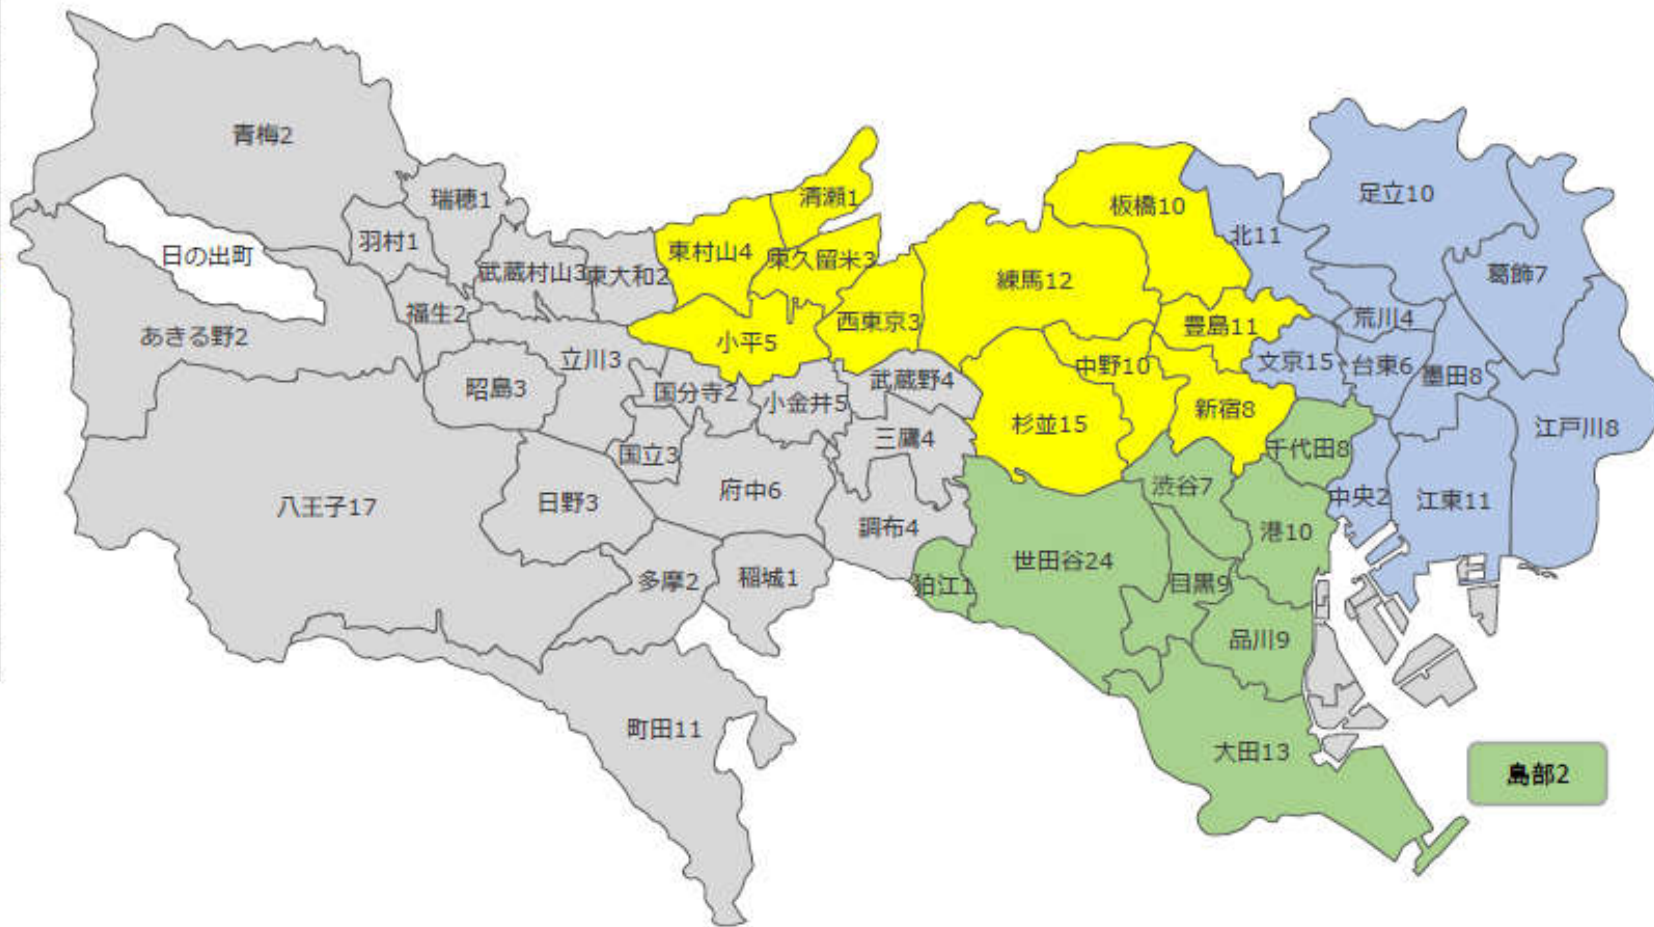 青梅2
瑞穂1
羽村1
日の出町
あきる野2
福生2
武蔵村山3
東大和2
東村山4
清瀬1
東久留米3
小平5
西東京3
練馬12
板橋10
北11
足立10
葛飾7
荒川4
豊島11
文京15
台東6
墨田8
江戸川8
中野10
杉並15
新宿8
立川3
昭島3
国分寺2
小金井5
武蔵野4
三鷹4
国立3
八王子17
日野3
府中6
調布4
狛江1
多摩2
稲城1
町田11
世田谷24
渋谷7
千代田8
中央2
江東11
港10
目黒9
品川9
大田13
島部2